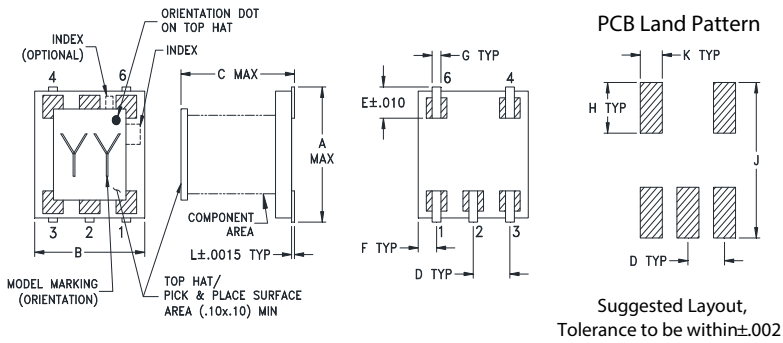 ORIENTATION DOT
ON TOP HAT
INDEX
(OPTIONAL)
INDEX
4
6
YY
3
2
1
B
MODEL MARKING
(ORIENTATION)
TOP HAT/
PICK & PLACE SURFACE
AREA (.10x.10) MIN
C MAX
A
MAX
COMPONENT
AREA
L±.0015 TYP
G TYP
6
4
E±.010
1
2
3
F TYP
D TYP
PCB Land Pattern
K TYP
H TYP
J
D TYP
Suggested Layout,
Tolerance to be within±.002